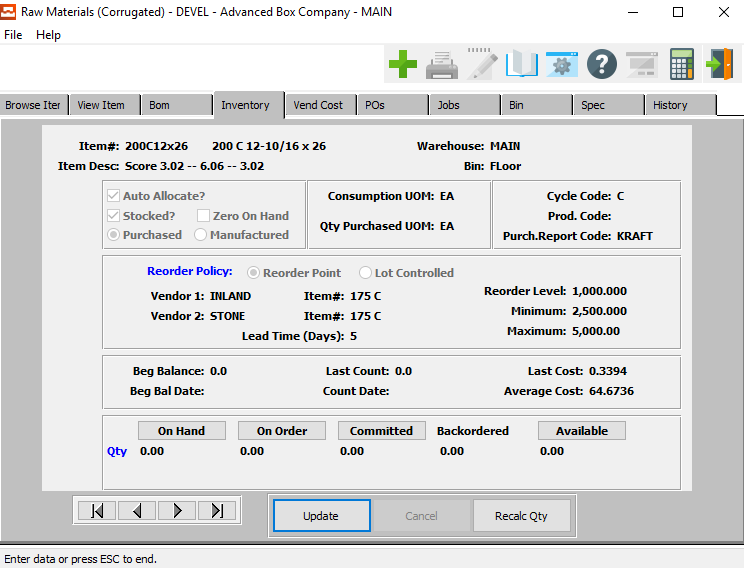 Raw Materials (Corrugated) - DEVEL - Advanced Box Company - MAIN
File Help
Browse Iter View Item Bom Inventory Vend Cost POs Jobs Bin Spec History
Item#: 200C12x26 200 C 12-10/16 x 26 Warehouse: MAIN
Item Desc: Score 3.02 -- 6.06 -- 3.02 Bin: FLoor
Auto Allocate? Consumption UOM: EA Cycle Code: C
Stocked? Zero On Hand Prod. Code:
Qty Purchased UOM: EA
Purchased Manufactured Purch.Report Code: KRAFT
Reorder Policy: Reorder Point Lot Controlled
Vendor 1: INLAND Item#: 175 C Reorder Level: 1,000.000
Vendor 2: STONE Item#: 175 C Minimum: 2,500.000
Lead Time (Days): 5 Maximum: 5,000.00
Beg Balance: 0.0 Last Count: 0.0 Last Cost: 0.3394
Beg Bal Date: Count Date: Average Cost: 64.6736
On Hand On Order Committed Backordered Available
Qty 0.00 0.00 0.00 0.00 0.00
Update Cancel Recalc Qty
Enter data or press ESC to end.